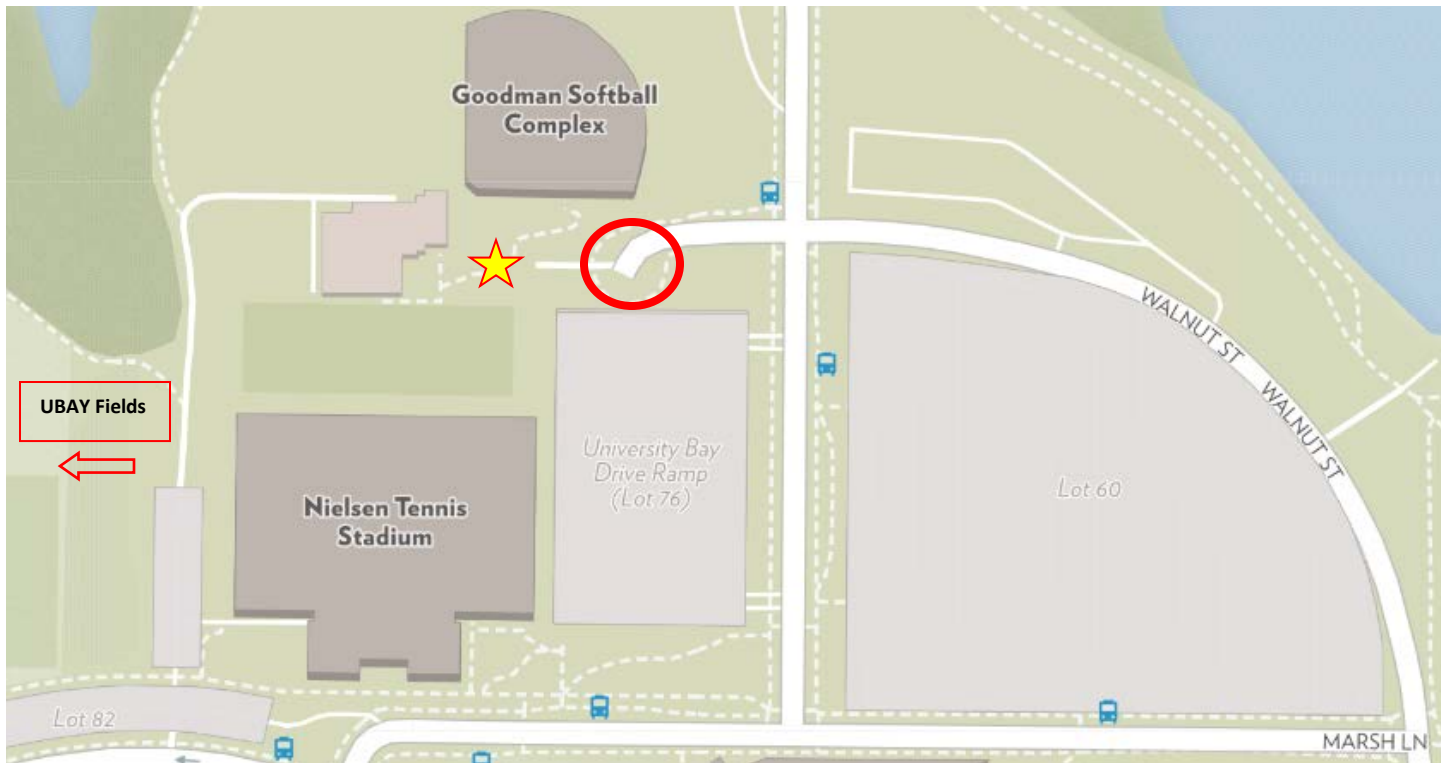 Goodman Softball
Complex
WALNUT ST
WALNUT ST
UBAY Fields
University Bay
Drive Ramp
(Lot 76)
Nielsen Tennis
Stadium
Lot 60
Lot 82
MARSH LN